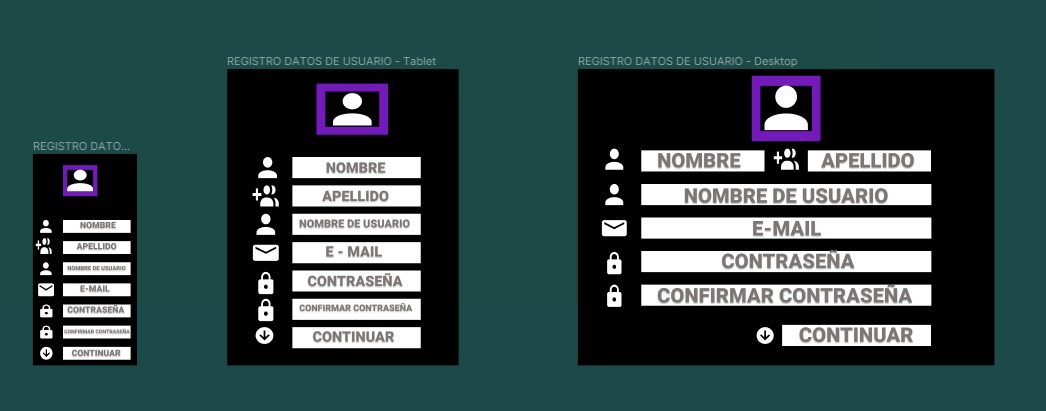 REGISTRO DATO...
NOMBRE
APELLIDO
NOMBRE DE USUARIO
E-MAIL
CONTRASEÑA
CONFIRMAR CONTRASEÑA
CONTINUAR
REGISTRO DATOS DE USUARIO - Tablet
NOMBRE
APELLIDO
NOMBRE DE USUARIO
E - MAIL
CONTRASEÑA
CONFIRMAR CONTRASEÑA
CONTINUAR
REGISTRO DATOS DE USUARIO - Desktop
NOMBRE APELLIDO
NOMBRE DE USUARIO
E-MAIL
CONTRASEÑA
CONFIRMAR CONTRASEÑA
CONTINUAR